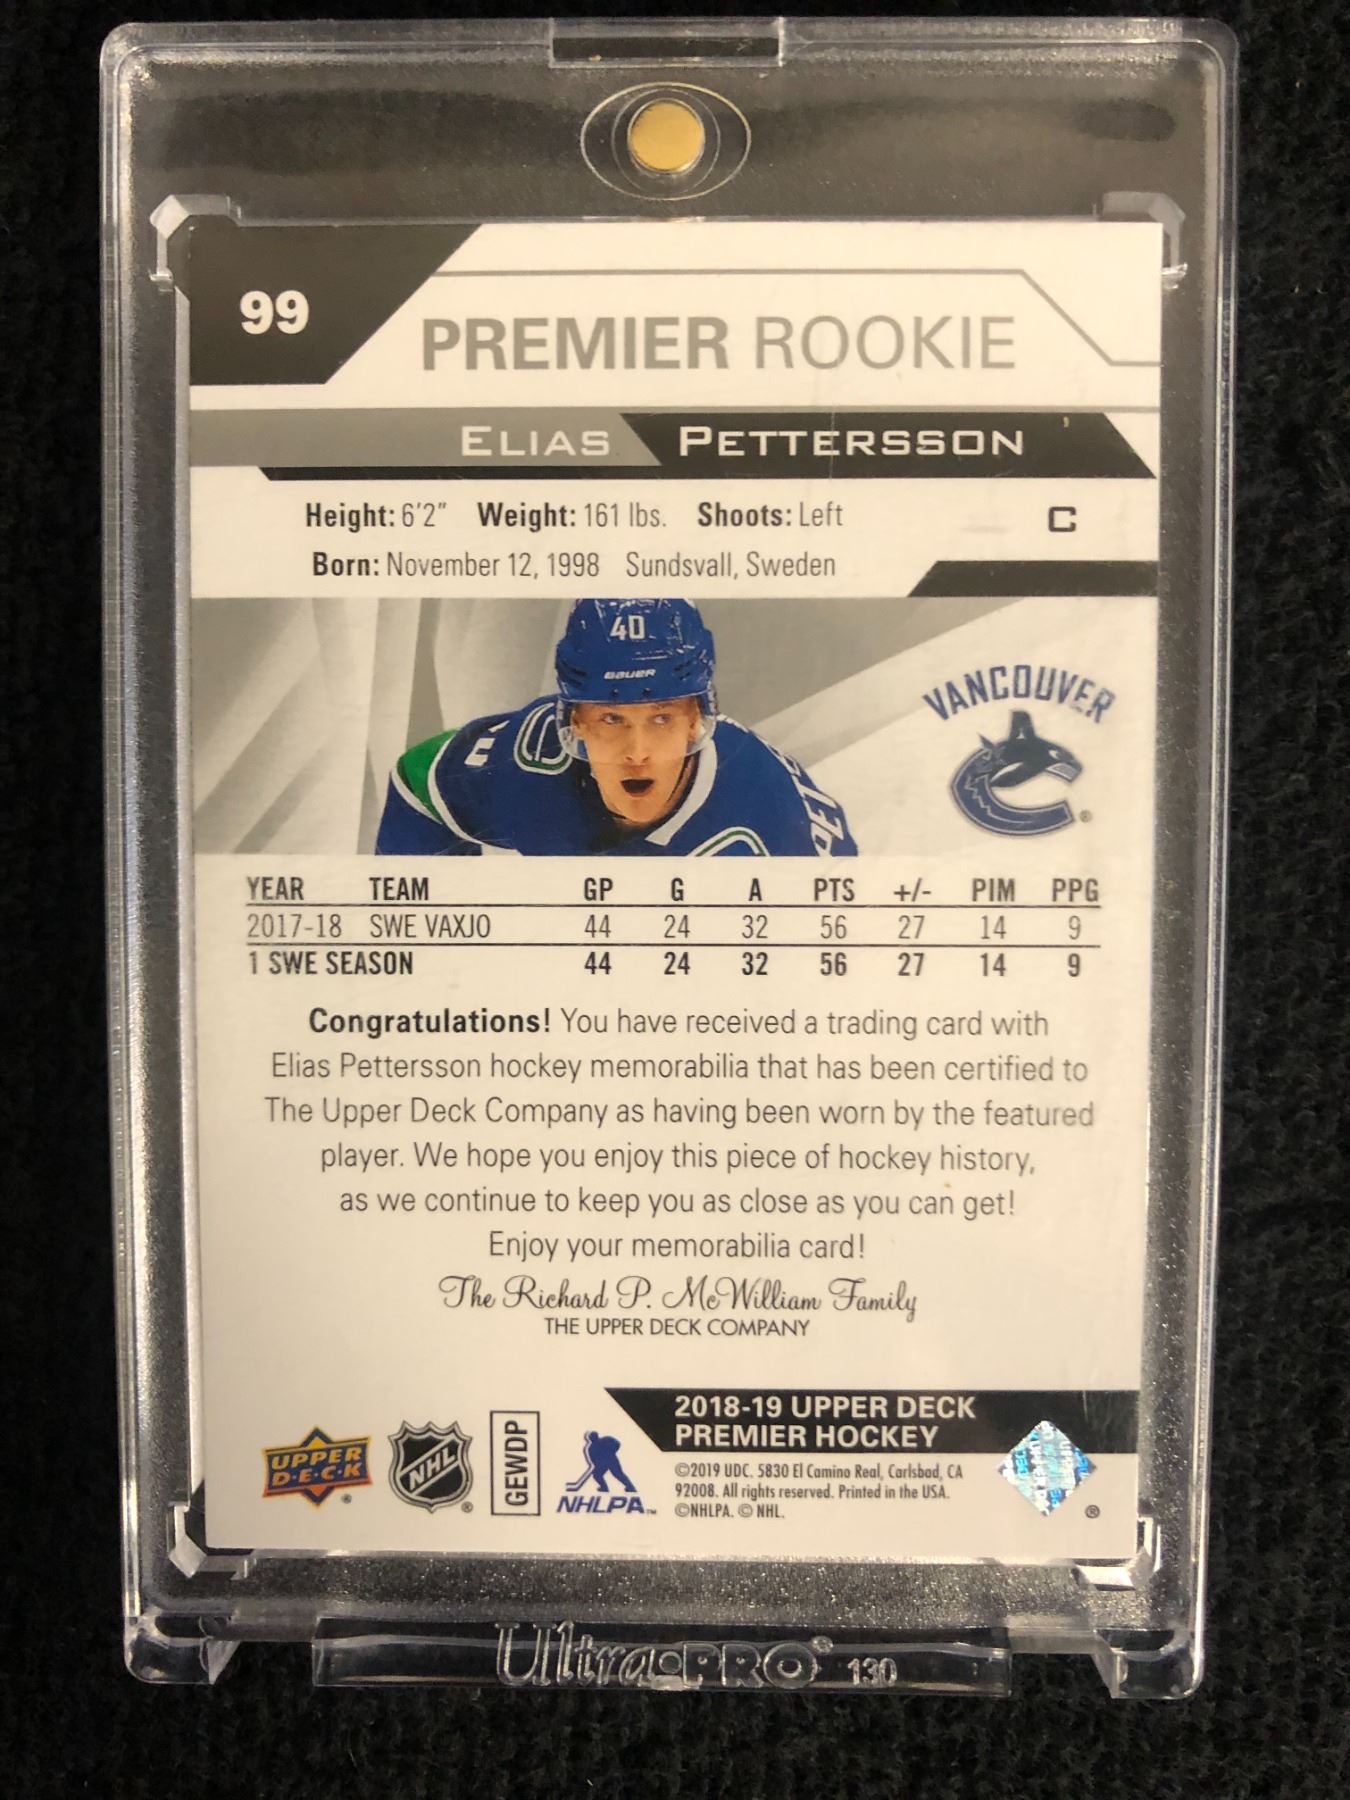 99
PREMIER ROOKIE
ELIAS PETTERSSON
Height: 6'2" Weight: 161 lbs. Shoots: Left
C
Born: November 12, 1998 Sundsvall, Sweden
40
BAUER
PET
VANCOUVER
®
YEAR TEAM GP G A PTS +/- PIM PPG
2017-18 SWE VAXJO 44 24 32 56 27 14 9
1 SWE SEASON 44 24 32 56 27 14 9
Congratulations! You have received a trading card with
Elias Pettersson hockey memorabilia that has been certified to
The Upper Deck Company as having been worn by the featured
player. We hope you enjoy this piece of hockey history,
as we continue to keep you as close as you can get!
Enjoy your memorabilia card!
The Richard P. McWilliam Family
THE UPPER DECK COMPANY
2018-19 UPPER DECK
PREMIER HOCKEY
UPPER
D·E·C·K
®
NHL
®
GEWDP
NHLPA™
©2019 UDC. 5830 El Camino Real, Carlsbad, CA
92008. All rights reserved. Printed in the USA.
©NHLPA. © NHL.
®
Ultra·PRO® 130